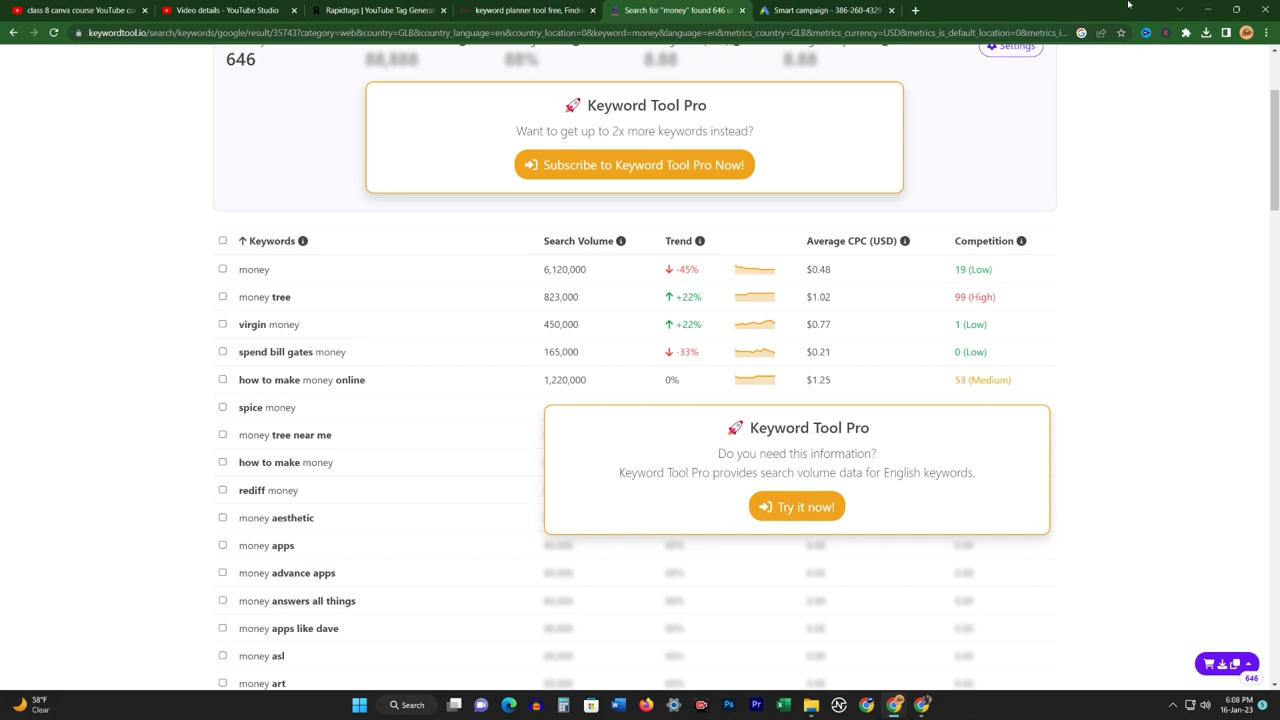 class 8 canva course youtube cou
Video details - YouTube Studio
Rapidtags | YouTube Tag Generat
keyword planner tool free, Findre
Search for "money" found 646 u
Smart campaign - 386-260-4329
keywordtool.io/search/keywords/google/result/35743?category=web&country=GLB&country_language=en&country_location=0&keyword=money&language=en&metrics_country=GLB&metrics_currency=USD&metrics_is_default_location=0&metrics_i...
646
Settings
Keyword Tool Pro
Want to get up to 2x more keywords instead?
Subscribe to Keyword Tool Pro Now!
Keywords Search Volume Trend Average CPC (USD) Competition
money 6,120,000 -45% $0.48 19 (Low)
money tree 823,000 +22% $1.02 99 (High)
virgin money 450,000 +22% $0.77 1 (Low)
spend bill gates money 165,000 -33% $0.21 0 (Low)
how to make money online 1,220,000 0% $1.25 53 (Medium)
spice money
money tree near me
how to make money
rediff money
money aesthetic
Keyword Tool Pro
Do you need this information?
Keyword Tool Pro provides search volume data for English keywords.
Try it now!
money apps
money advance apps
money answers all things
money apps like dave
money asl
money art
646
58°F
Clear
Search
6:08 PM
16-Jan-23